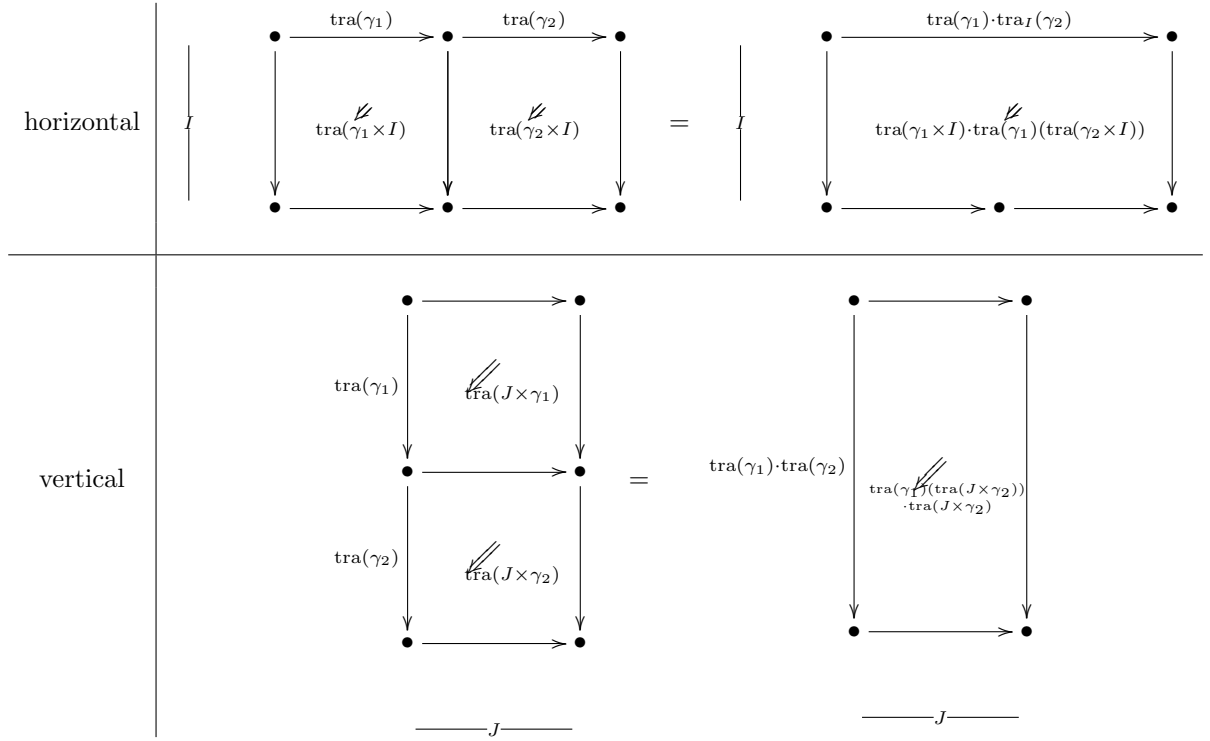 tra(γ₁) tra(γ₂) tra(γ₁)·tra_I(γ₂)
horizontal I tra(γ₁×I) tra(γ₂×I) = I tra(γ₁×I)·tra(γ₁)(tra(γ₂×I))
tra(γ₁) tra(J×γ₁)
vertical = tra(γ₁)·tra(γ₂) tra(γ₁)(tra(J×γ₂))
·tra(J×γ₂)
tra(γ₂) tra(J×γ₂)
J J